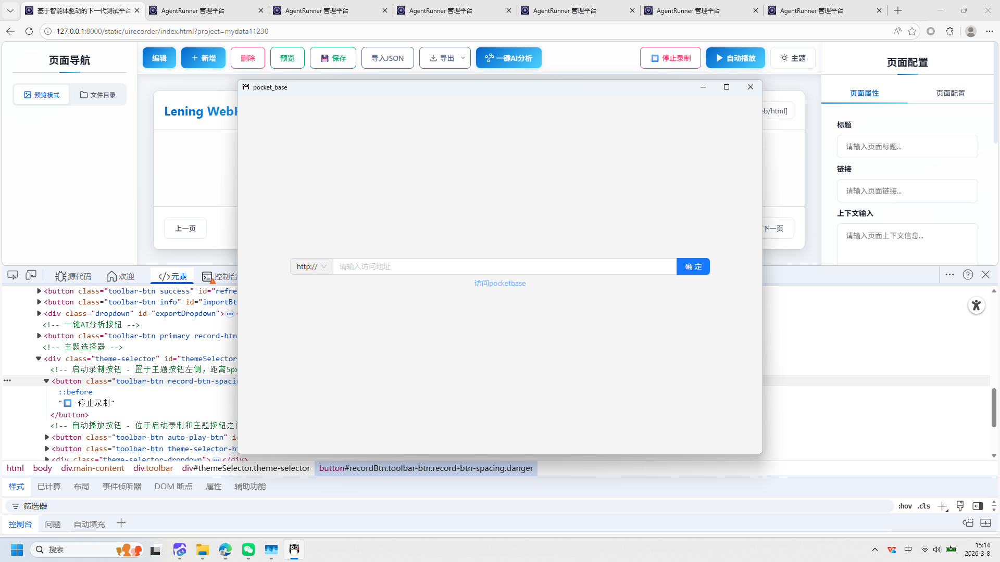 基于智能体驱动的下一代测试平台
AgentRunner 管理平台
AgentRunner 管理平台
AgentRunner 管理平台
AgentRunner 管理平台
AgentRunner 管理平台
AgentRunner 管理平台
127.0.0.1:8000/static/uirecorder/index.html?project=mydata11230
页面导航
预览模式
文件目录
编辑
新增
删除
预览
保存
导入JSON
导出
一键AI分析
停止录制
自动播放
主题
Lening WebP
eb/html]
上一页
下一页
页面配置
页面属性
页面配置
标题
请输入页面标题...
链接
请输入页面链接...
上下文输入
请输入页面上下文信息...
pocket_base
http://
请输入访问地址
确 定
访问pocketbase
源代码
欢迎
</>元素
控制台
<button class="toolbar-btn success" id="refre
<button class="toolbar-btn info" id="importBt
<div class="dropdown" id="exportDropdown">
<!-- 一键AI分析按钮 -->
<button class="toolbar-btn primary record-btn
<!-- 主题选择器 -->
<div class="theme-selector" id="themeSelector
<!-- 启动录制按钮 - 置于主题按钮左侧，距离5px
<button class="toolbar-btn record-btn-spacin
::before
" 停止录制"
</button>
<!-- 自动播放按钮 - 位于启动录制和主题按钮之间
<button class="toolbar-btn auto-play-btn" id
<button class="toolbar-btn theme-selector-bt
<div class="theme-selector-dropdown"> </div>
html body div.main-content div.toolbar div#themeSelector.theme-selector button#recordBtn.toolbar-btn.record-btn-spacing.danger
样式
已计算
布局
事件侦听器
DOM 断点
属性
辅助功能
筛选器
:hov .cls
控制台
问题
自动填充
搜索
中
15:14
2026-3-8